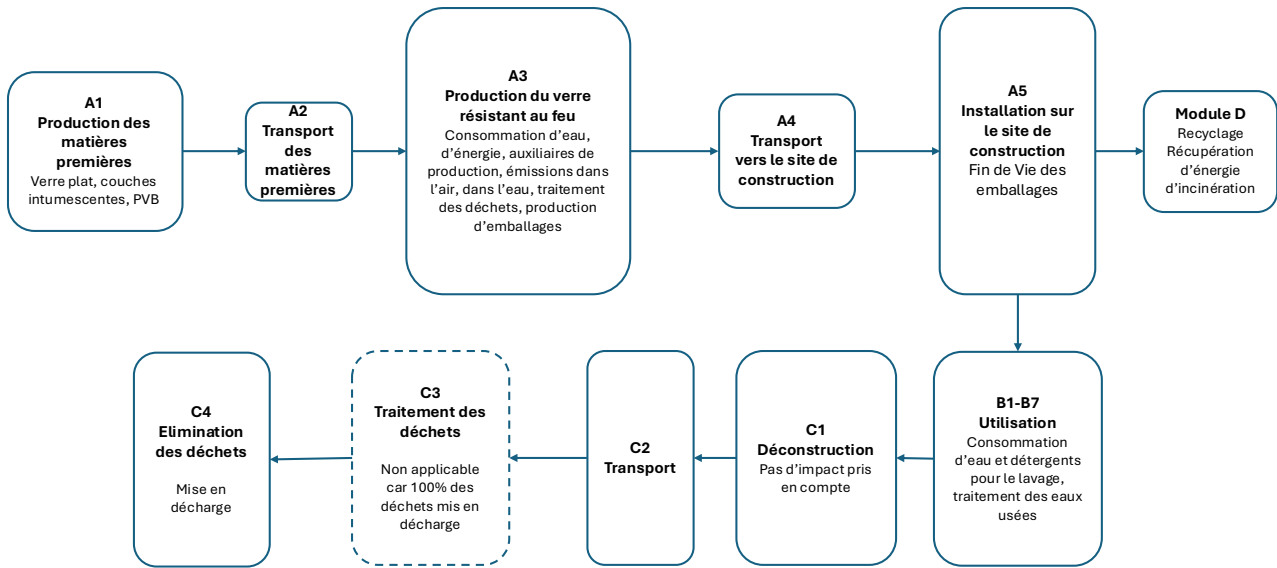 A1
Production des
matières
premières
Verre plat, couches
intumescentes, PVB
A2
Transport
des
matières
premières
A3
Production du verre
résistant au feu
Consommation d’eau,
d’énergie, auxiliaires de
production, émissions dans
l’air, dans l’eau, traitement
des déchets, production
d’emballages
A4
Transport
vers le site de
construction
A5
Installation sur
le site de
construction
Fin de Vie des
emballages
Module D
Recyclage
Récupération
d’énergie
d’incinération
C4
Elimination
des déchets
Mise en
décharge
C3
Traitement des
déchets
Non applicable
car 100% des
déchets mis en
décharge
C2
Transport
C1
Déconstruction
Pas d’impact pris
en compte
B1-B7
Utilisation
Consommation
d’eau et détergents
pour le lavage,
traitement des eaux
usées